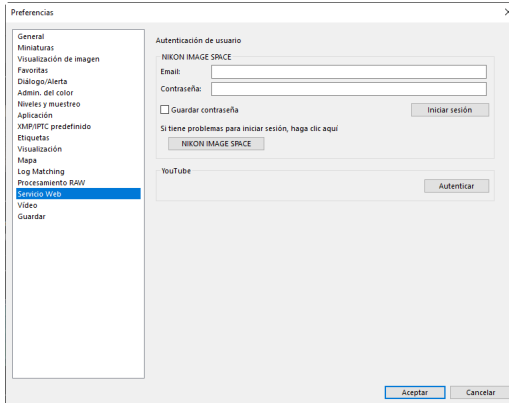 Preferencias
General
Miniaturas
Visualización de imagen
Favoritas
Diálogo/Alerta
Admin. del color
Niveles y muestreo
Aplicación
XMP/IPTC predefinido
Etiquetas
Visualización
Mapa
Log Matching
Procesamiento RAW
Servicio Web
Vídeo
Guardar
Autenticación de usuario
NIKON IMAGE SPACE
Email:
Contraseña:
Guardar contraseña
Iniciar sesión
Si tiene problemas para iniciar sesión, haga clic aquí
NIKON IMAGE SPACE
YouTube
Autenticar
Aceptar
Cancelar